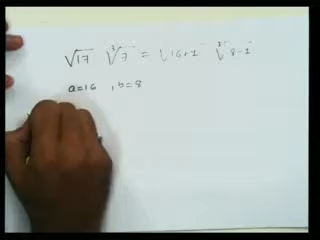 √17 ∛7 = √16+1 ∛8-1
a=16 , b=8